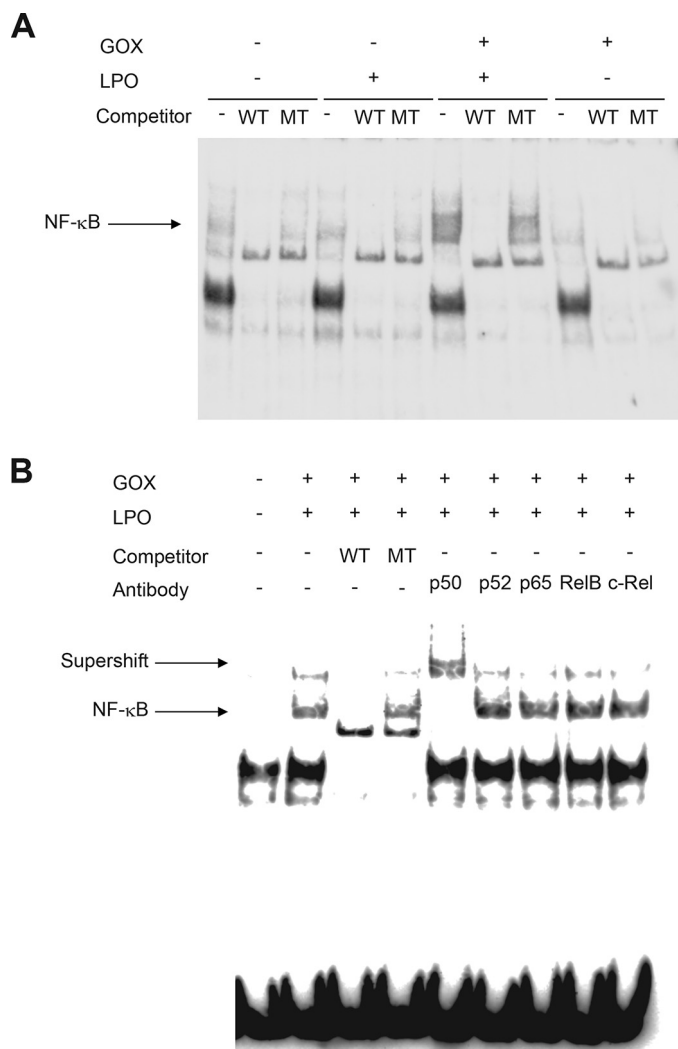 A
GOX - - + +
LPO - + + -
Competitor - WT MT - WT MT - WT MT - WT MT
NF-κB
B
GOX - + + + + + + + +
LPO - + + + + + + + +
Competitor - - WT MT - - - - -
Antibody - - - - p50 p52 p65 RelB c-Rel
Supershift
NF-κB